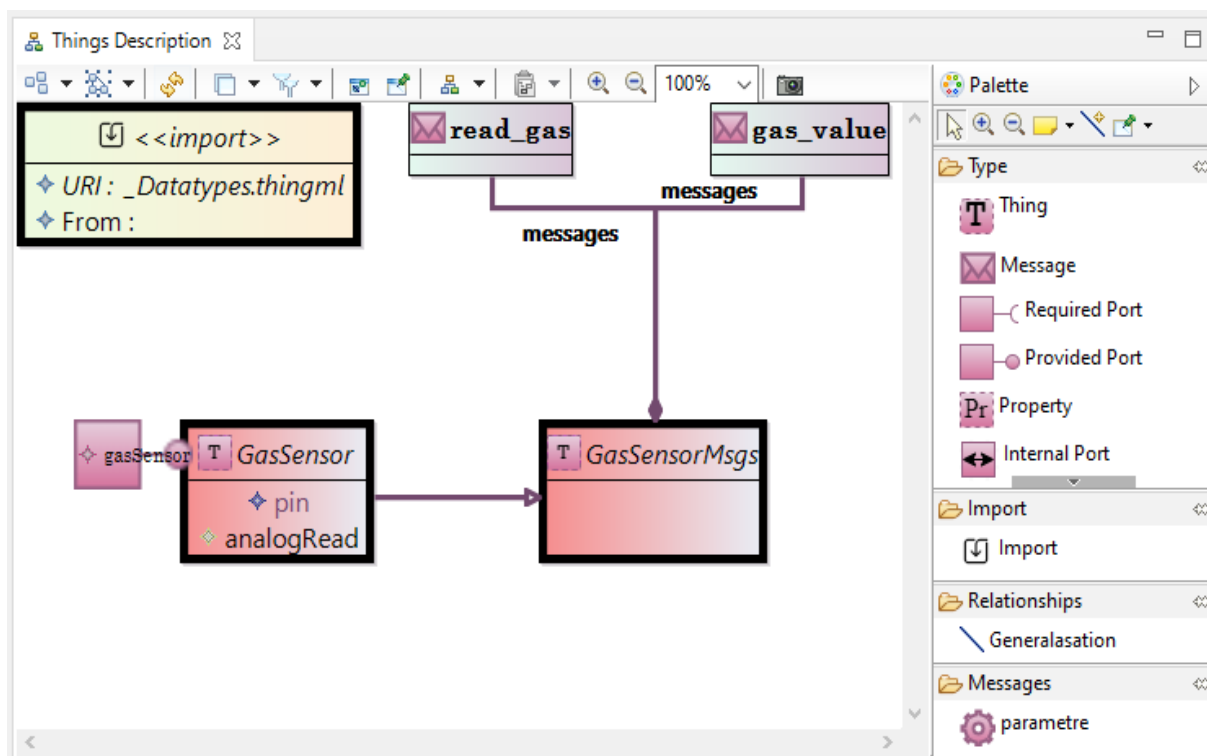 Things Description
100%
<<import>>
URI : _Datatypes.thingml
From :
read_gas
gas_value
messages
messages
gasSensor
T
GasSensor
pin
analogRead
T
GasSensorMsgs
Palette
Type
T
Thing
Message
Required Port
Provided Port
Pr
Property
Internal Port
Import
Import
Relationships
Generalasation
Messages
parametre